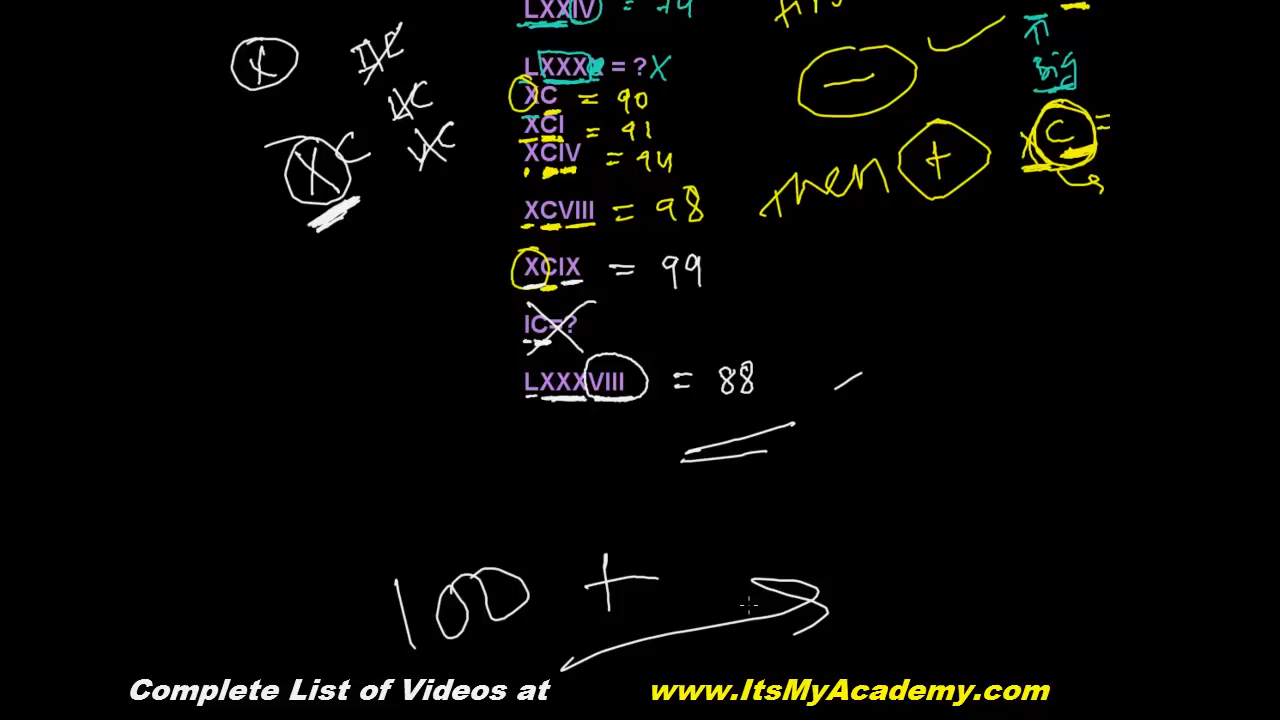 LXXIV = 74
X
LXXX = ? X
Big
XC = 90
XCI = 91
C =
XCIV = 94
then +
X C
XCVIII = 98
XCIX = 99
IC=?
LXXXVIII = 88
100 +
Complete List of Videos at www.ItsMyAcademy.com